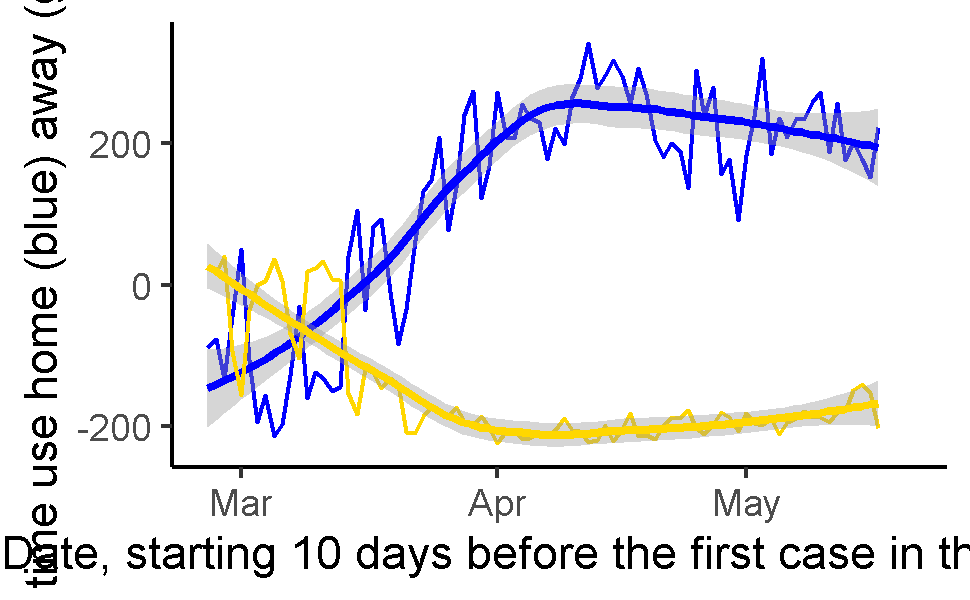 time use home (blue) away (
200
0
-200
Mar Apr May
Date, starting 10 days before the first case in th